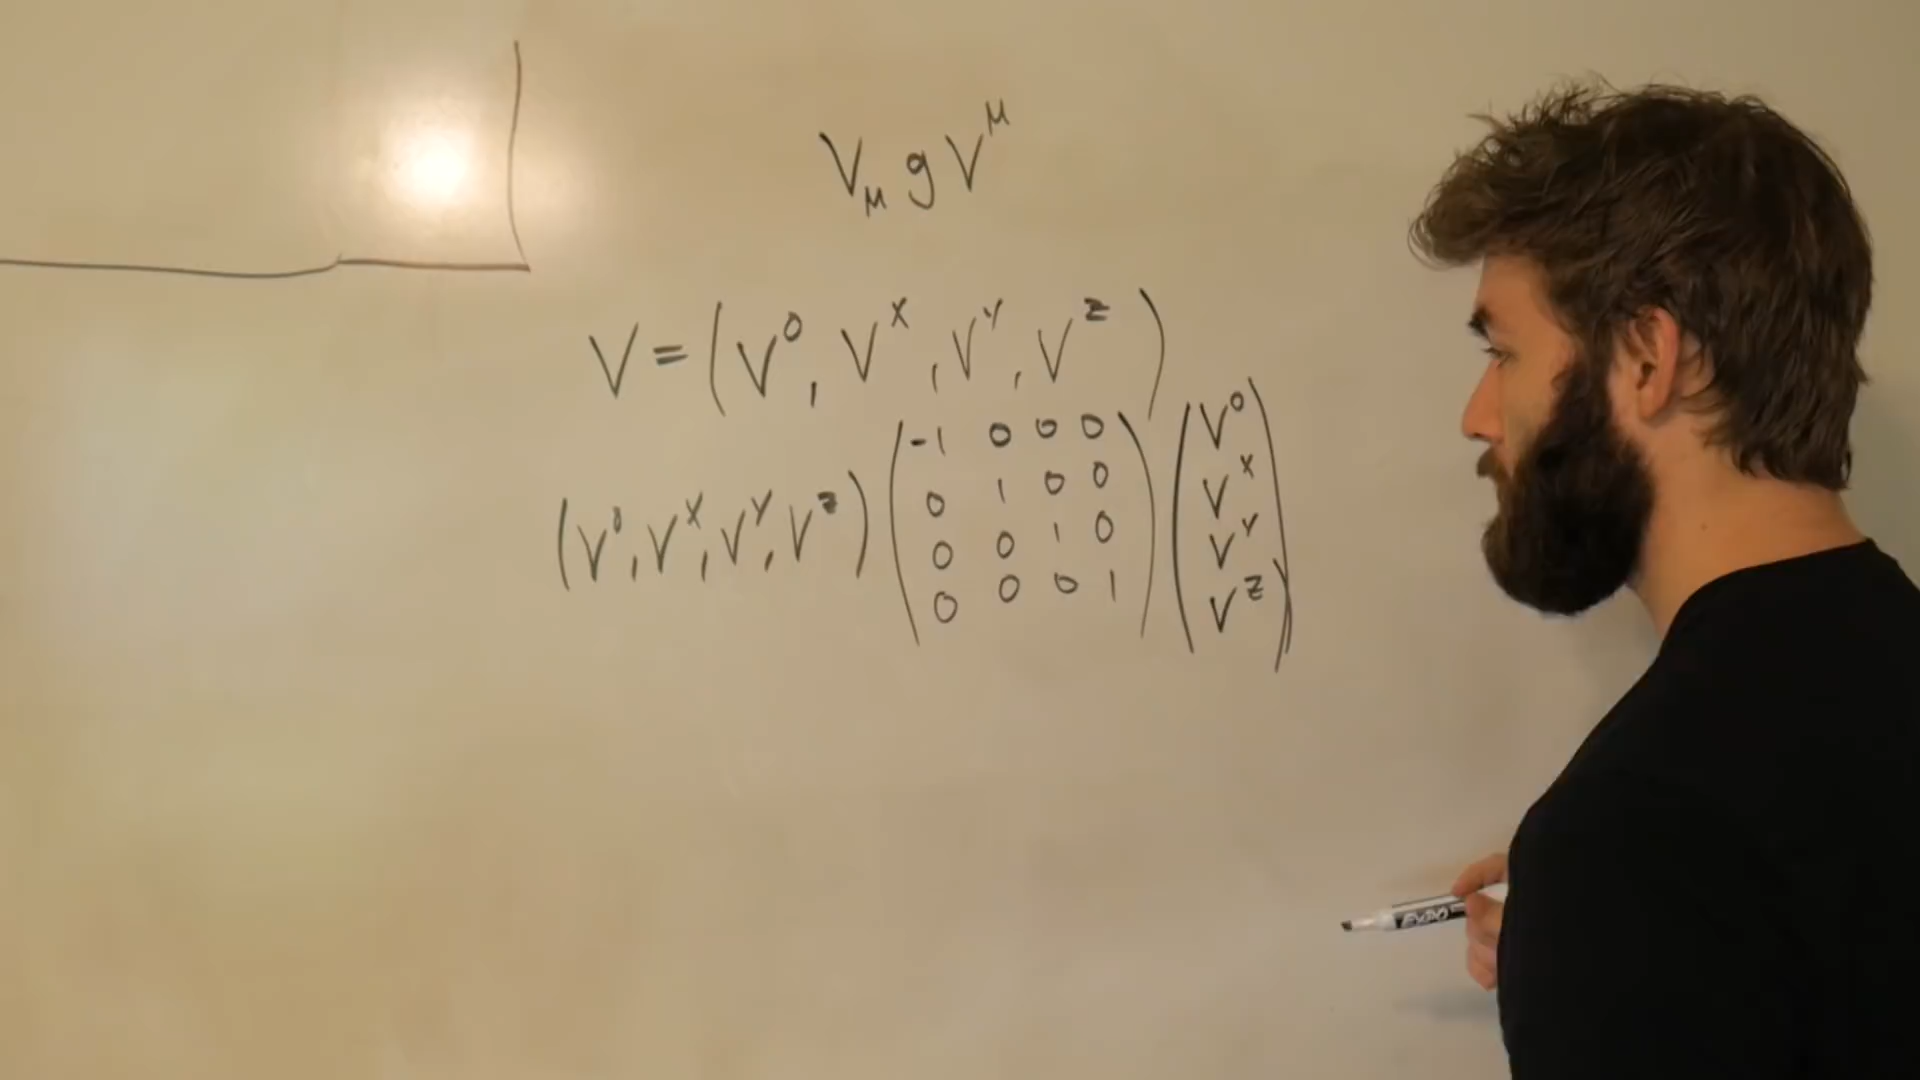 V_μ g V^μ
V = (V^0, V^x, V^y, V^z)
(V^0, V^x, V^y, V^z) (-1 0 0 0 (V^0
0 1 0 0 V^x
0 0 1 0 V^y
0 0 0 1) V^z)
EXPO